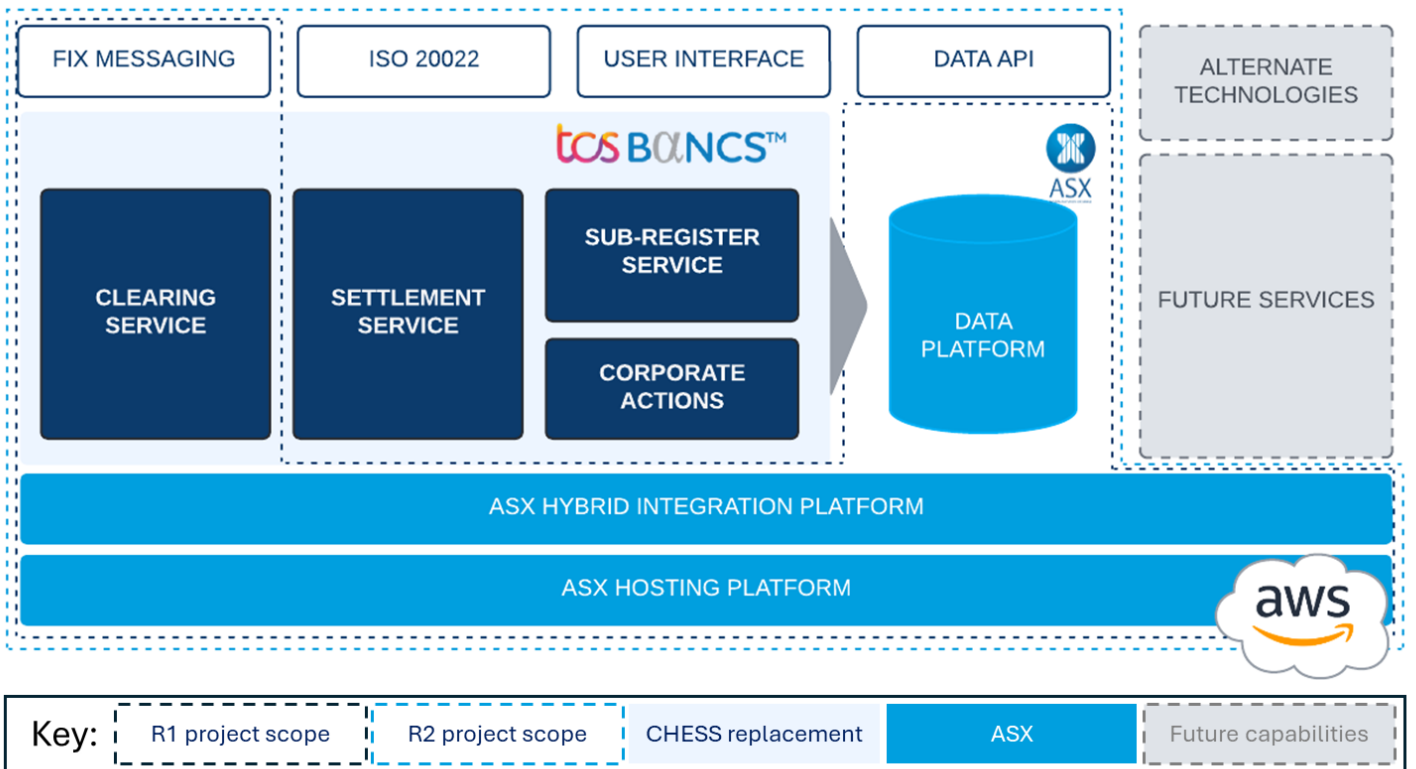 FIX MESSAGING
ISO 20022
USER INTERFACE
DATA API
ALTERNATE
TECHNOLOGIES
tcs BαNCS™
ASX
CLEARING
SERVICE
SETTLEMENT
SERVICE
SUB-REGISTER
SERVICE
CORPORATE
ACTIONS
DATA
PLATFORM
FUTURE SERVICES
ASX HYBRID INTEGRATION PLATFORM
ASX HOSTING PLATFORM
aws
Key:
R1 project scope
R2 project scope
CHESS replacement
ASX
Future capabilities